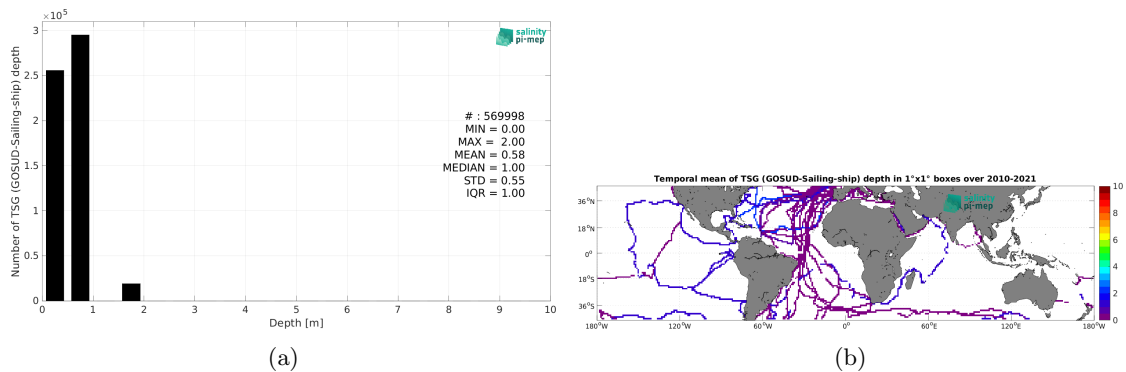 ×10⁵
3
2.5
2
1.5
1
0.5
0
Number of TSG (GOSUD-Sailing-ship) depth
salinity
pi-mep
# : 569998
MIN = 0.00
MAX = 2.00
MEAN = 0.58
MEDIAN = 1.00
STD = 0.55
IQR = 1.00
0 1 2 3 4 5 6 7 8 9 10
Depth [m]
(a)
Temporal mean of TSG (GOSUD-Sailing-ship) depth in 1°x1° boxes over 2010-2021
salinity
pi-mep
36°N
18°N
0°
18°S
36°S
180°W 120°W 60°W 0° 60°E 120°E 180°W
10
8
6
4
2
0
(b)